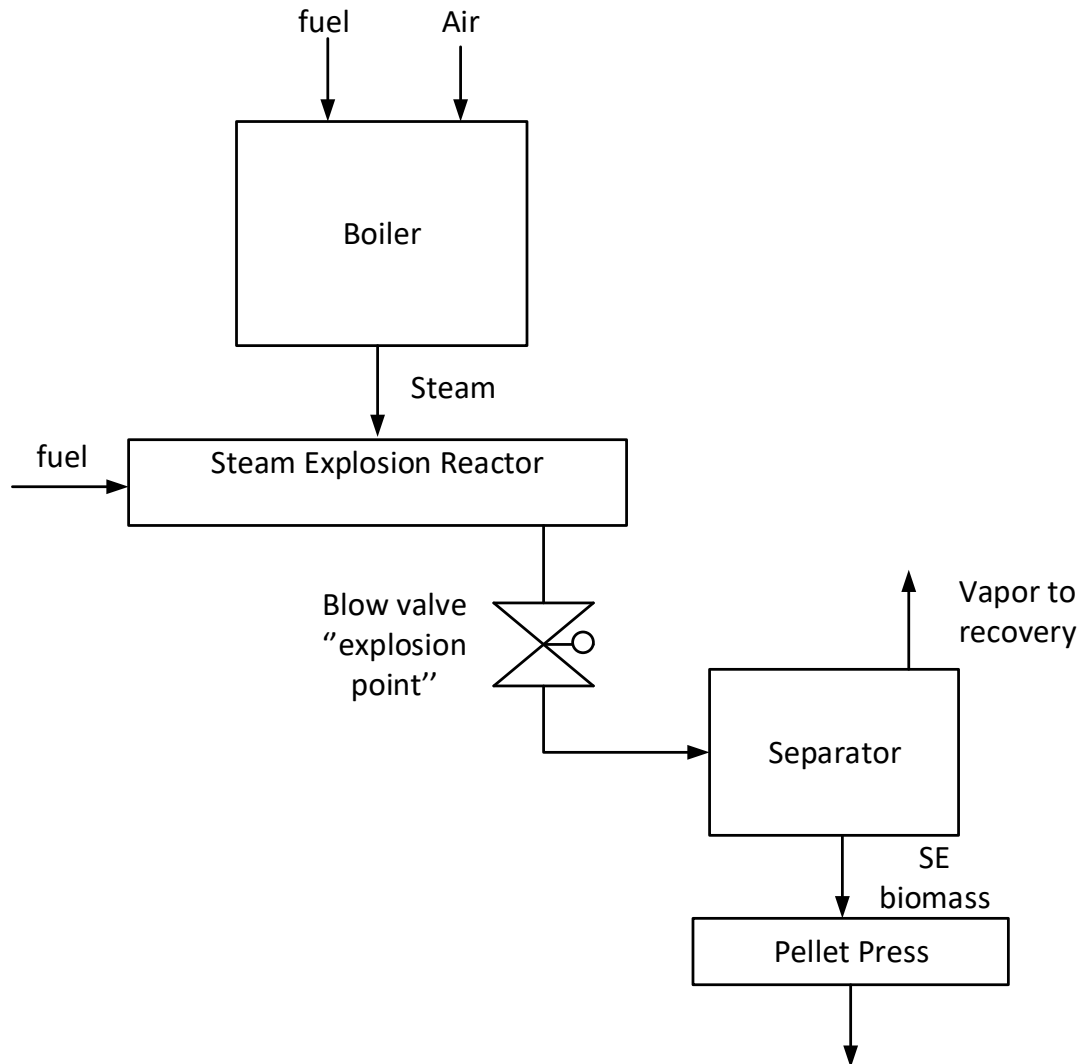 fuel
Air
Boiler
Steam
fuel
Steam Explosion Reactor
Blow valve
‘‘explosion
point’’
Vapor to
recovery
Separator
SE
biomass
Pellet Press